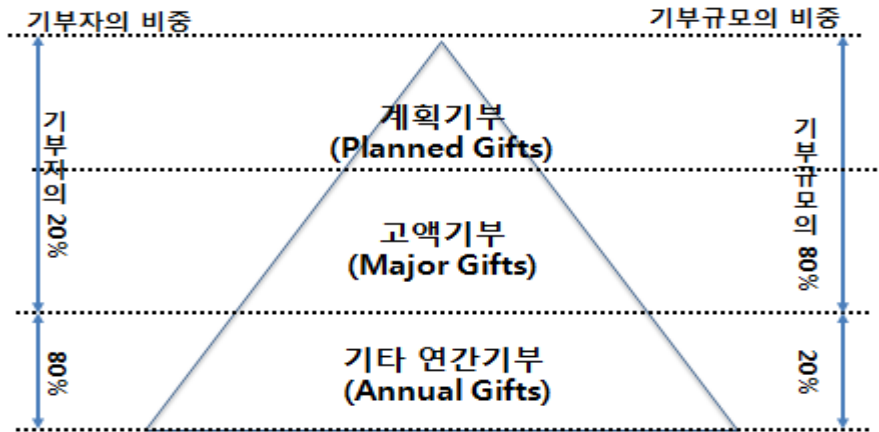 기부자의 비중
기부규모의 비중
계획기부
(Planned Gifts)
기부자의 20%
기부규모의 80%
고액기부
(Major Gifts)
80%
기타 연간기부
(Annual Gifts)
20%